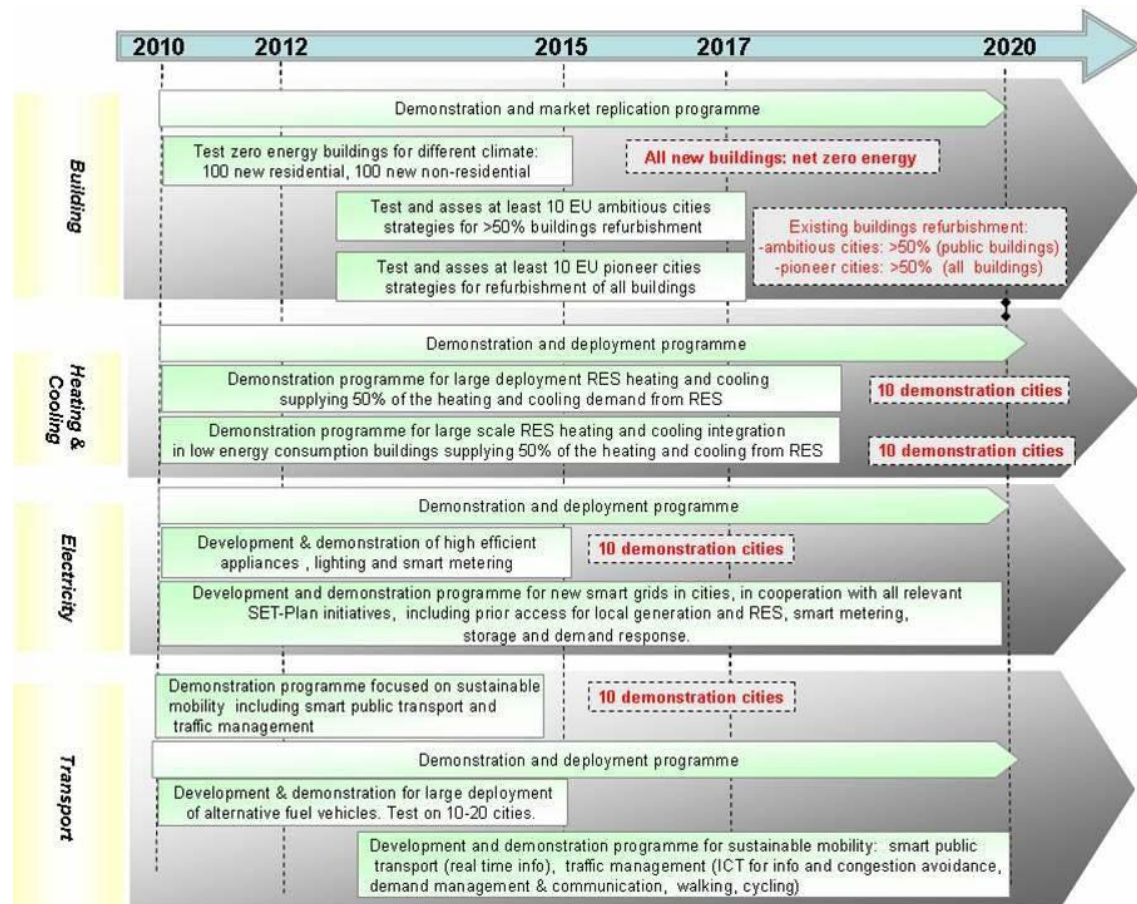 2010 2012 2015 2017 2020
Building
Demonstration and market replication programme
Test zero energy buildings for different climate:
100 new residential, 100 new non-residential
All new buildings: net zero energy
Test and asses at least 10 EU ambitious cities
strategies for >50% buildings refurbishment
Existing buildings refurbishment:
-ambitious cities: >50% (public buildings)
-pioneer cities: >50% (all buildings)
Test and asses at least 10 EU pioneer cities
strategies for refurbishment of all buildings
Heating &
Cooling
Demonstration and deployment programme
Demonstration programme for large deployment RES heating and cooling
supplying 50% of the heating and cooling demand from RES
10 demonstration cities
Demonstration programme for large scale RES heating and cooling integration
in low energy consumption buildings supplying 50% of the heating and cooling from RES
10 demonstration cities
Electricity
Demonstration and deployment programme
Development & demonstration of high efficient
appliances , lighting and smart metering
10 demonstration cities
Development and demonstration programme for new smart grids in cities, in cooperation with all relevant
SET-Plan initiatives, including prior access for local generation and RES, smart metering,
storage and demand response.
Transport
Demonstration programme focused on sustainable
mobility including smart public transport and
traffic management
10 demonstration cities
Demonstration and deployment programme
Development & demonstration for large deployment
of alternative fuel vehicles. Test on 10-20 cities.
Development and demonstration programme for sustainable mobility: smart public
transport (real time info), traffic management (ICT for info and congestion avoidance,
demand management & communication, walking, cycling)